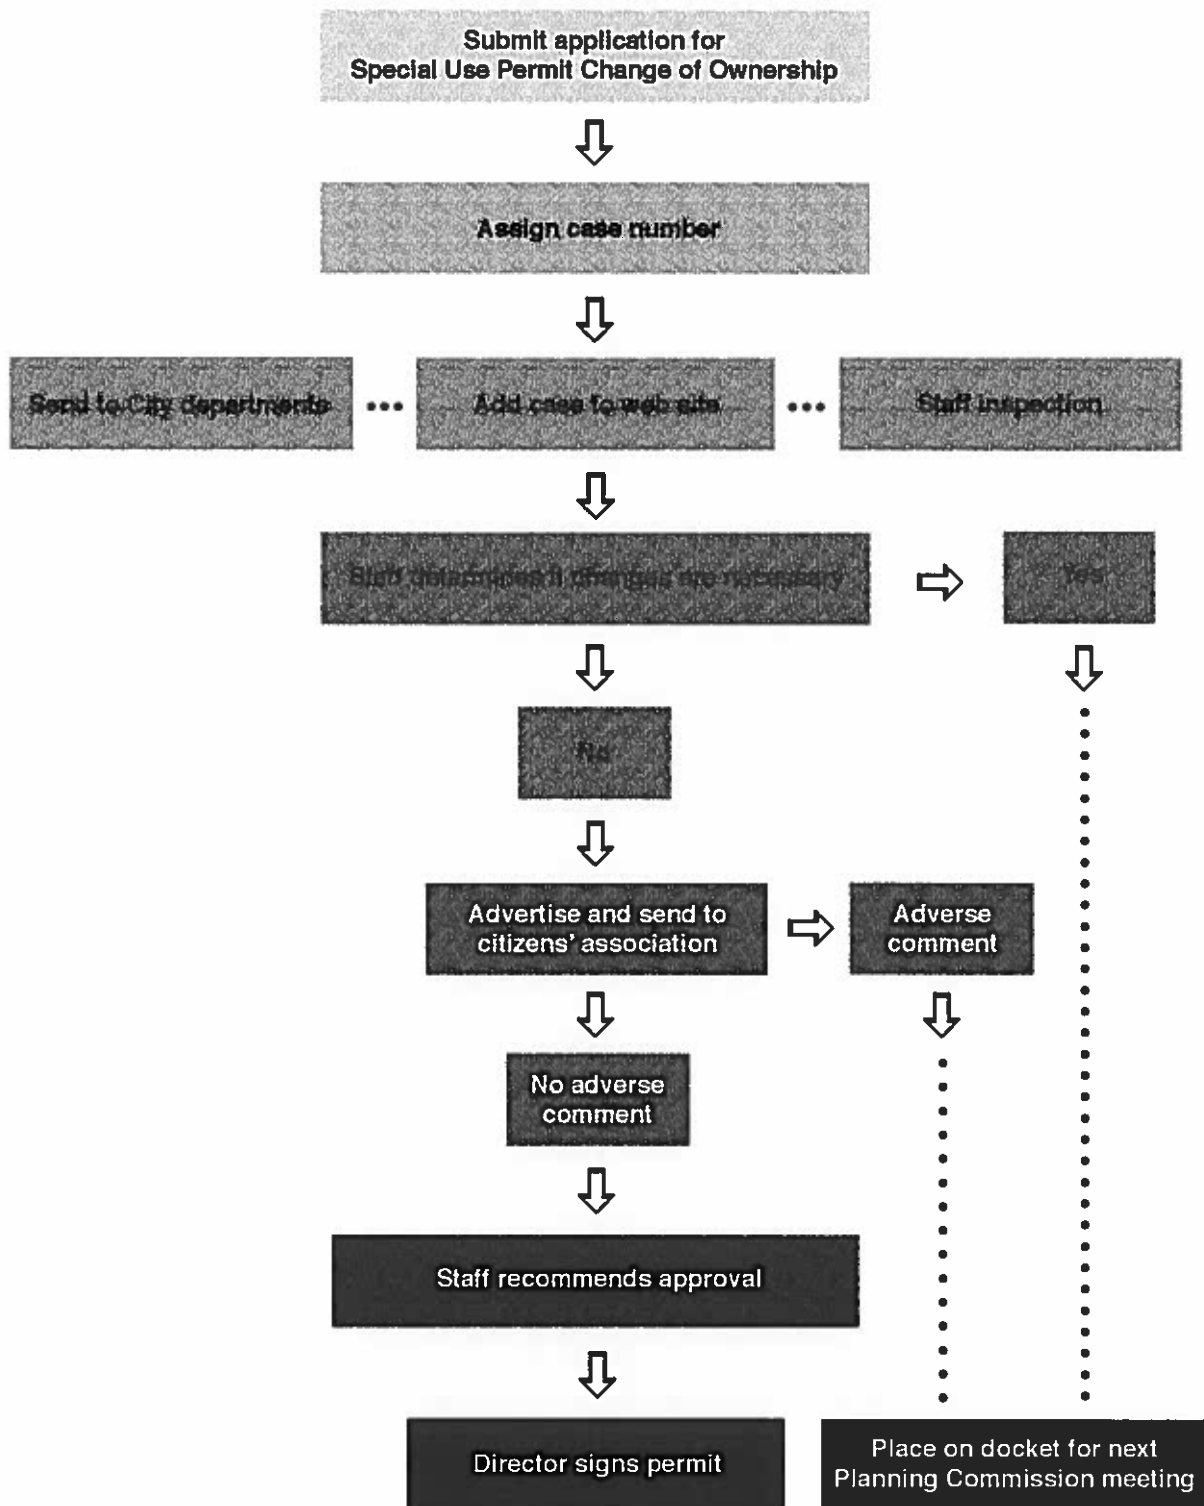 Submit application for
Special Use Permit Change of Ownership
Assign case number
Send to City departments
Add case to web site
Staff inspection
Staff determines if changes are necessary
Yes
No
Advertise and send to
citizens' association
Adverse
comment
No adverse
comment
Staff recommends approval
Director signs permit
Place on docket for next
Planning Commission meeting